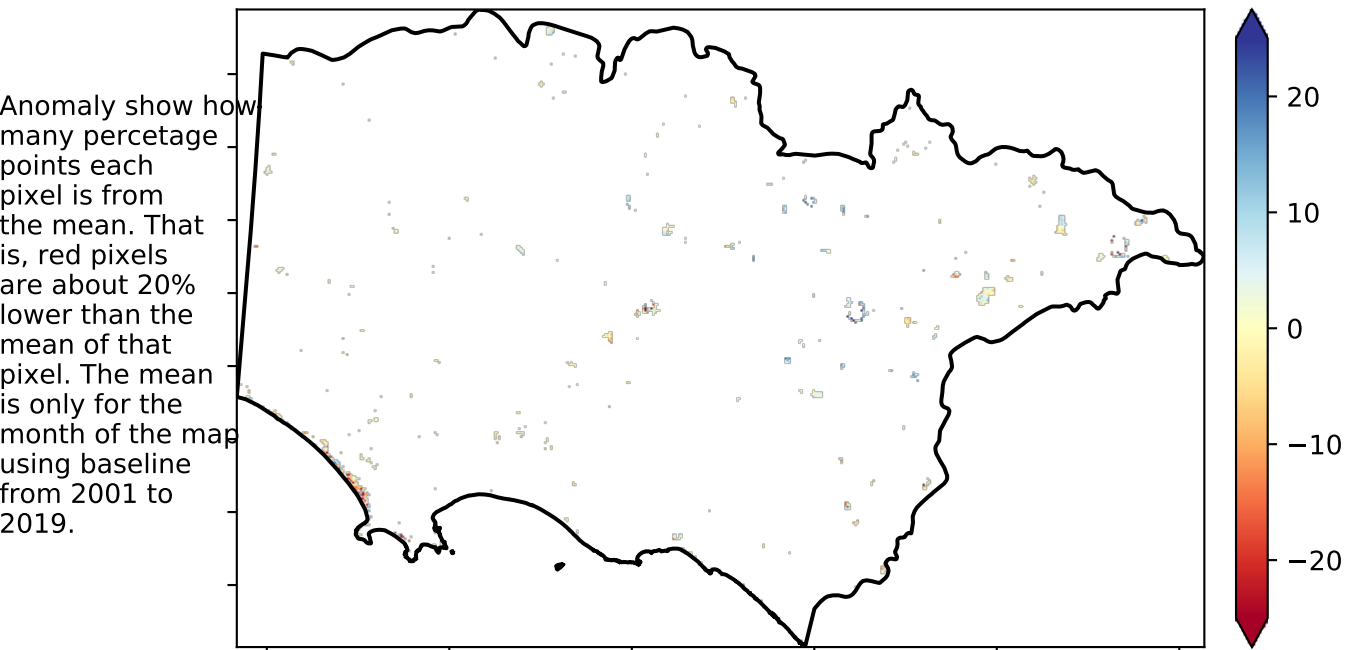 Anomaly show how
many percetage
points each
pixel is from
the mean. That
is, red pixels
are about 20%
lower than the
mean of that
pixel. The mean
is only for the
month of the map
using baseline
from 2001 to
2019.
20
10
0
−10
−20